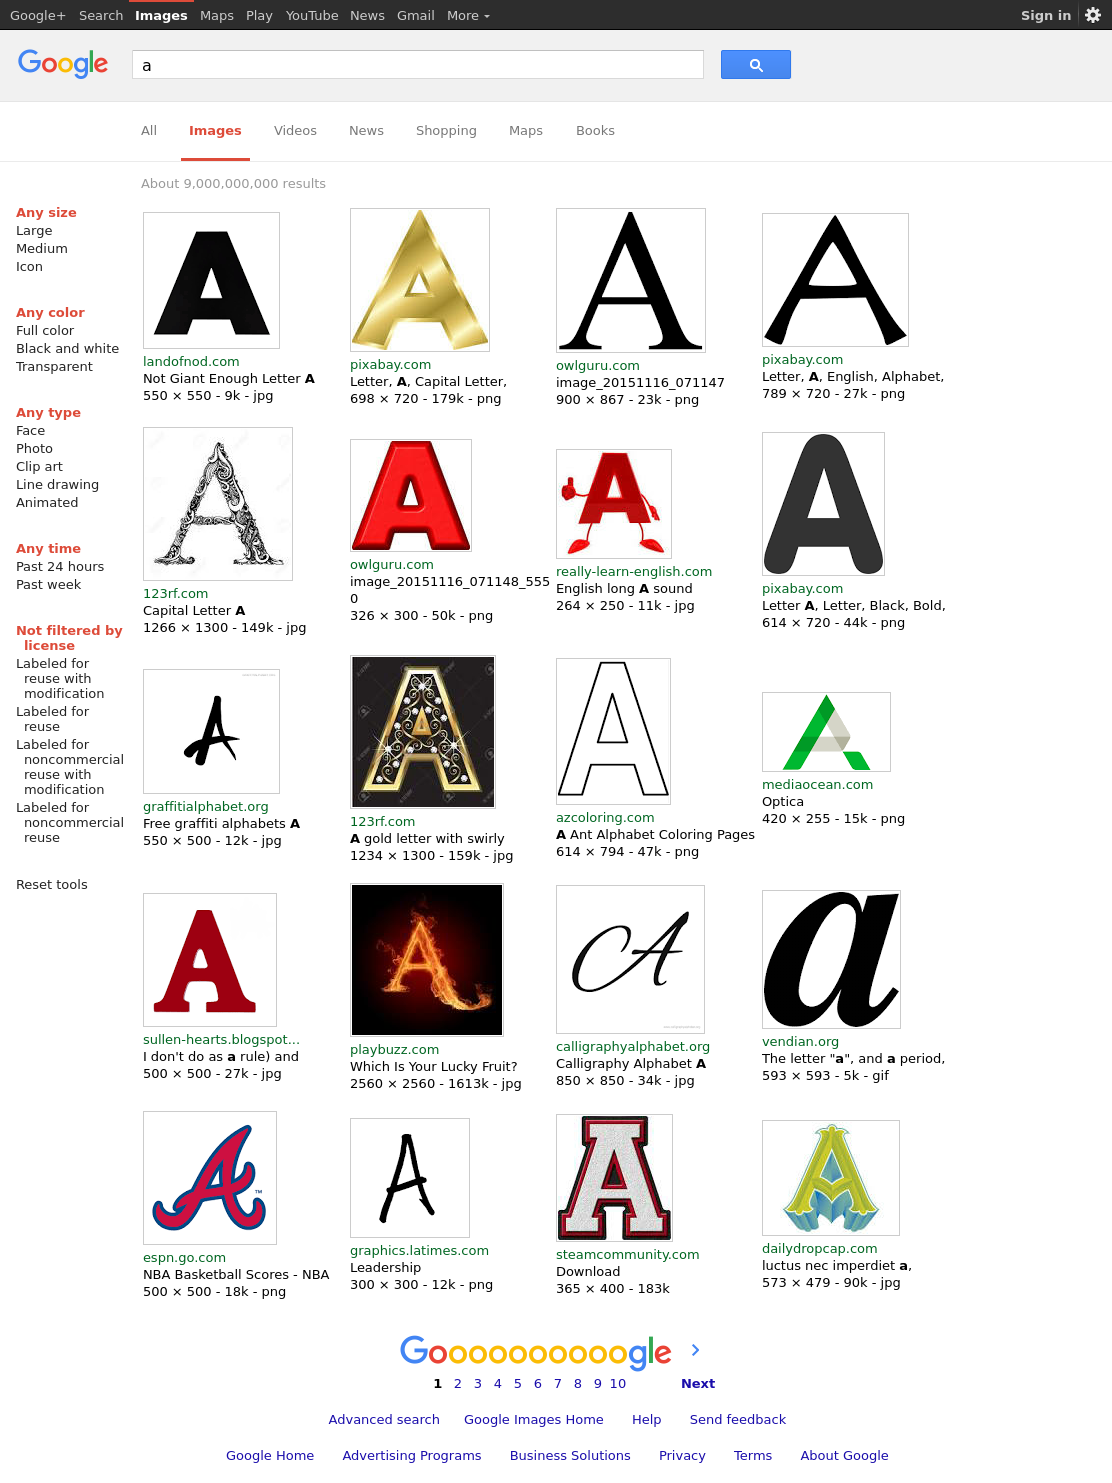 Google+ Search Images Maps Play YouTube News Gmail More Sign in
Google a
All Images Videos News Shopping Maps Books
About 9,000,000,000 results
Any size
Large
Medium
Icon
Any color
Full color
Black and white
Transparent
Any type
Face
Photo
Clip art
Line drawing
Animated
Any time
Past 24 hours
Past week
Not filtered by
license
Labeled for
reuse with
modification
Labeled for
reuse
Labeled for
noncommercial
reuse with
modification
Labeled for
noncommercial
reuse
Reset tools
A
landofnod.com
Not Giant Enough Letter A
550 × 550 - 9k - jpg
A
pixabay.com
Letter, A, Capital Letter,
698 × 720 - 179k - png
A
owlguru.com
image_20151116_071147
900 × 867 - 23k - png
A
pixabay.com
Letter, A, English, Alphabet,
789 × 720 - 27k - png
A
123rf.com
Capital Letter A
1266 × 1300 - 149k - jpg
A
owlguru.com
image_20151116_071148_555
0
326 × 300 - 50k - png
A
really-learn-english.com
English long A sound
264 × 250 - 11k - jpg
A
pixabay.com
Letter A, Letter, Black, Bold,
614 × 720 - 44k - png
A
graffitialphabet.org
Free graffiti alphabets A
550 × 500 - 12k - jpg
A
123rf.com
A gold letter with swirly
1234 × 1300 - 159k - jpg
A
azcoloring.com
A Ant Alphabet Coloring Pages
614 × 794 - 47k - png
A
mediaocean.com
Optica
420 × 255 - 15k - png
A
sullen-hearts.blogspot...
I don't do as a rule) and
500 × 500 - 27k - jpg
A
playbuzz.com
Which Is Your Lucky Fruit?
2560 × 2560 - 1613k - jpg
A
calligraphyalphabet.org
Calligraphy Alphabet A
850 × 850 - 34k - jpg
a
vendian.org
The letter "a", and a period,
593 × 593 - 5k - gif
A ™
espn.go.com
NBA Basketball Scores - NBA
500 × 500 - 18k - png
A
graphics.latimes.com
Leadership
300 × 300 - 12k - png
A
steamcommunity.com
Download
365 × 400 - 183k
A
dailydropcap.com
luctus nec imperdiet a,
573 × 479 - 90k - jpg
Goooooooooogle
1 2 3 4 5 6 7 8 9 10 Next
Advanced search Google Images Home Help Send feedback
Google Home Advertising Programs Business Solutions Privacy Terms About Google